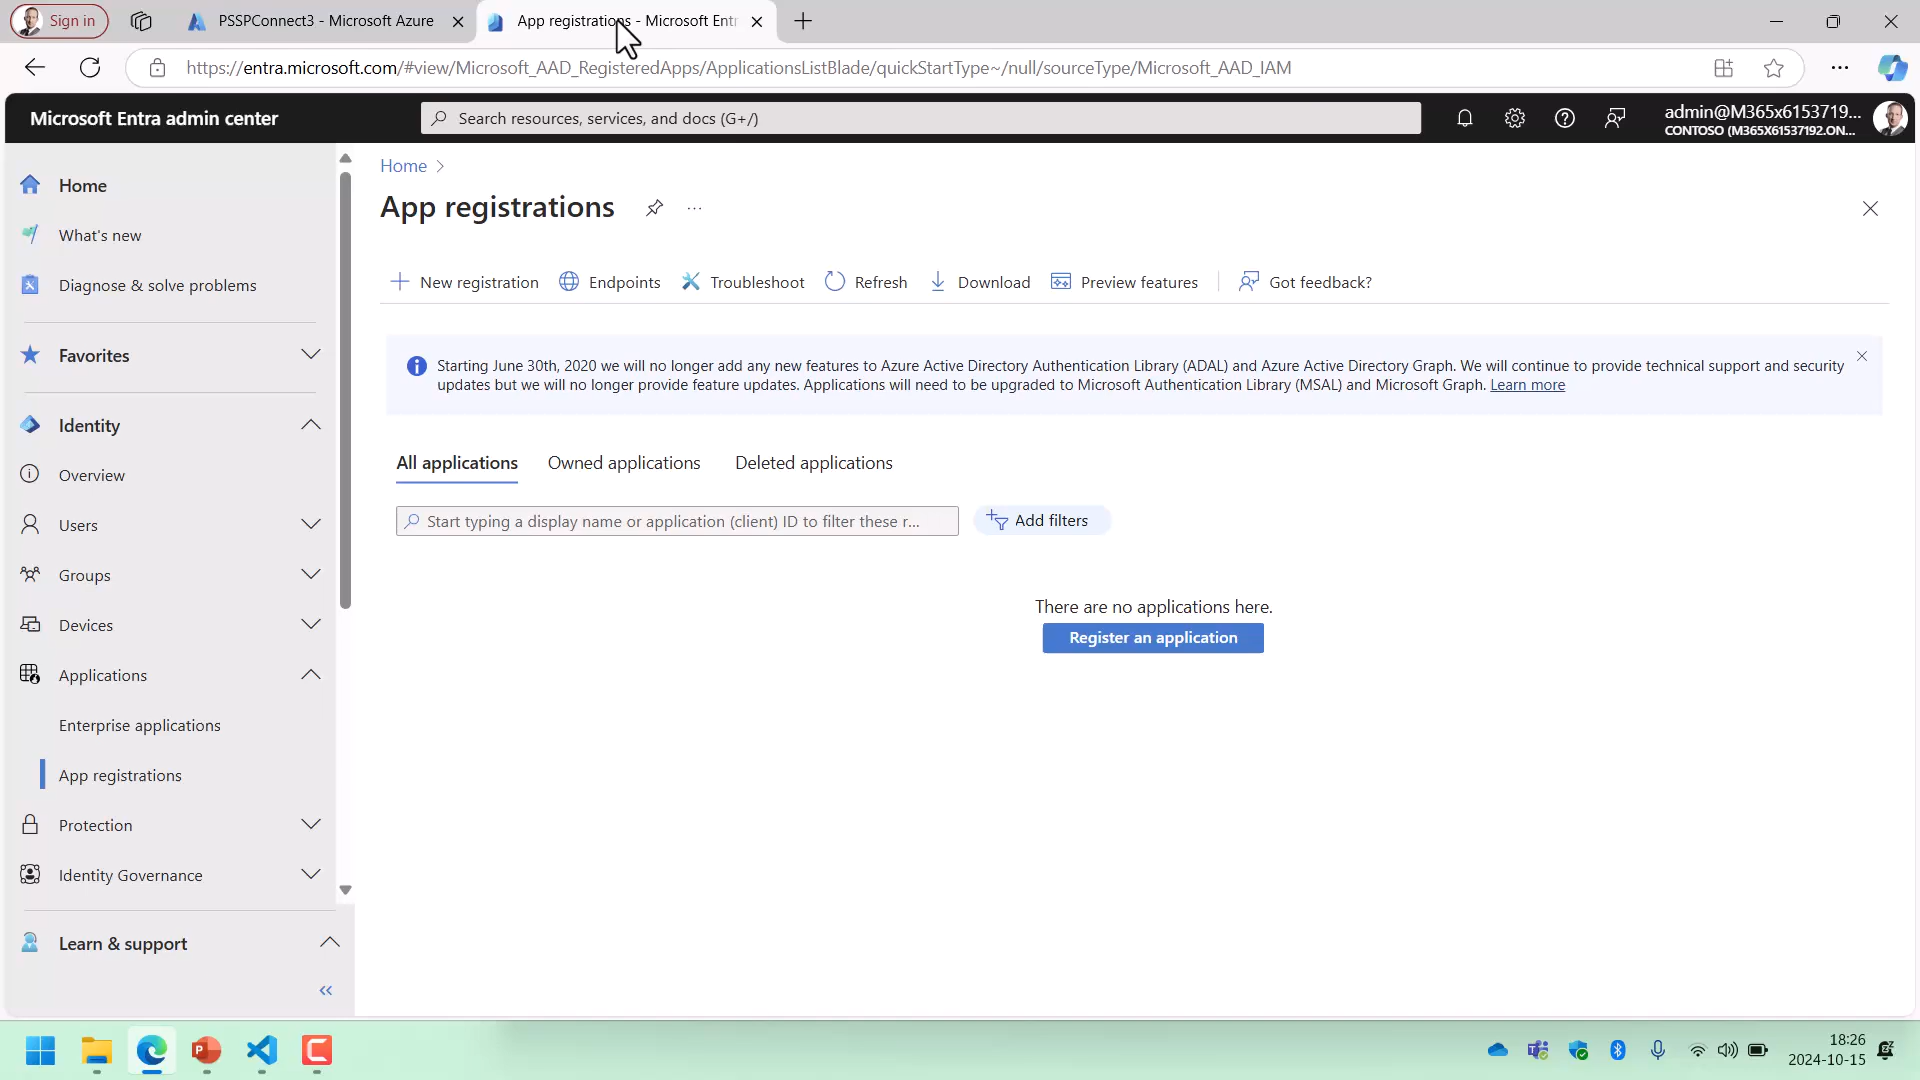 Sign in
PSSPConnect3 - Microsoft Azure
App registrations - Microsoft Entr
https://entra.microsoft.com/#view/Microsoft_AAD_RegisteredApps/ApplicationsListBlade/quickStartType~/null/sourceType/Microsoft_AAD_IAM
Microsoft Entra admin center
Search resources, services, and docs (G+/)
admin@M365x6153719...
CONTOSO (M365X61537192.ON...
Home
What's new
Diagnose & solve problems
Favorites
Identity
Overview
Users
Groups
Devices
Applications
Enterprise applications
App registrations
Protection
Identity Governance
Learn & support
Home
App registrations
New registration
Endpoints
Troubleshoot
Refresh
Download
Preview features
Got feedback?
Starting June 30th, 2020 we will no longer add any new features to Azure Active Directory Authentication Library (ADAL) and Azure Active Directory Graph. We will continue to provide technical support and security
updates but we will no longer provide feature updates. Applications will need to be upgraded to Microsoft Authentication Library (MSAL) and Microsoft Graph. Learn more
All applications
Owned applications
Deleted applications
Start typing a display name or application (client) ID to filter these r...
Add filters
There are no applications here.
Register an application
18:26
2024-10-15